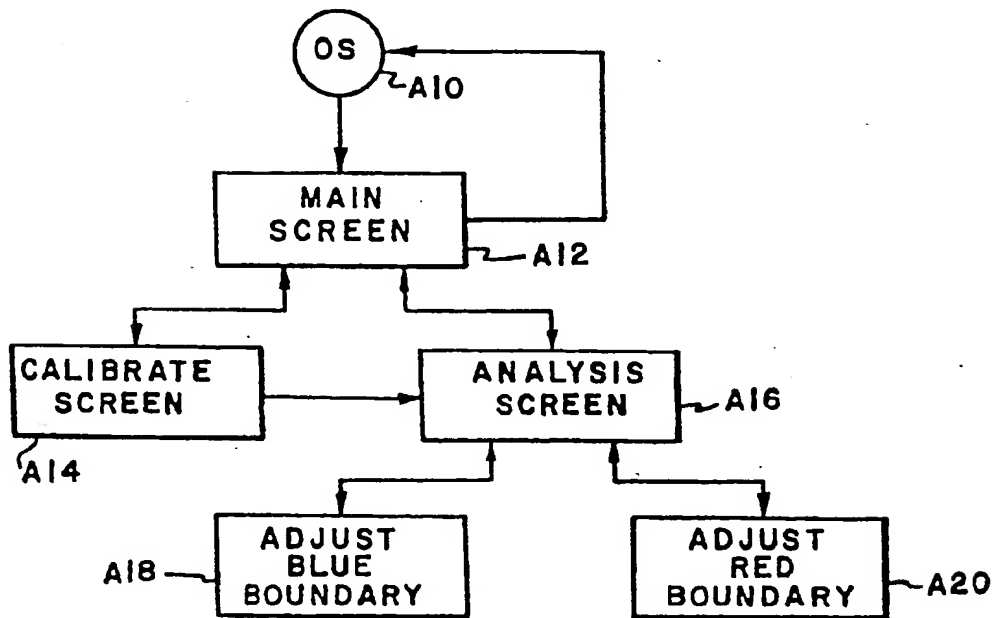 OS
A10
MAIN
SCREEN
A12
CALIBRATE
SCREEN
A14
ANALYSIS
SCREEN
A16
ADJUST
BLUE
BOUNDARY
A18
ADJUST
RED
BOUNDARY
A20